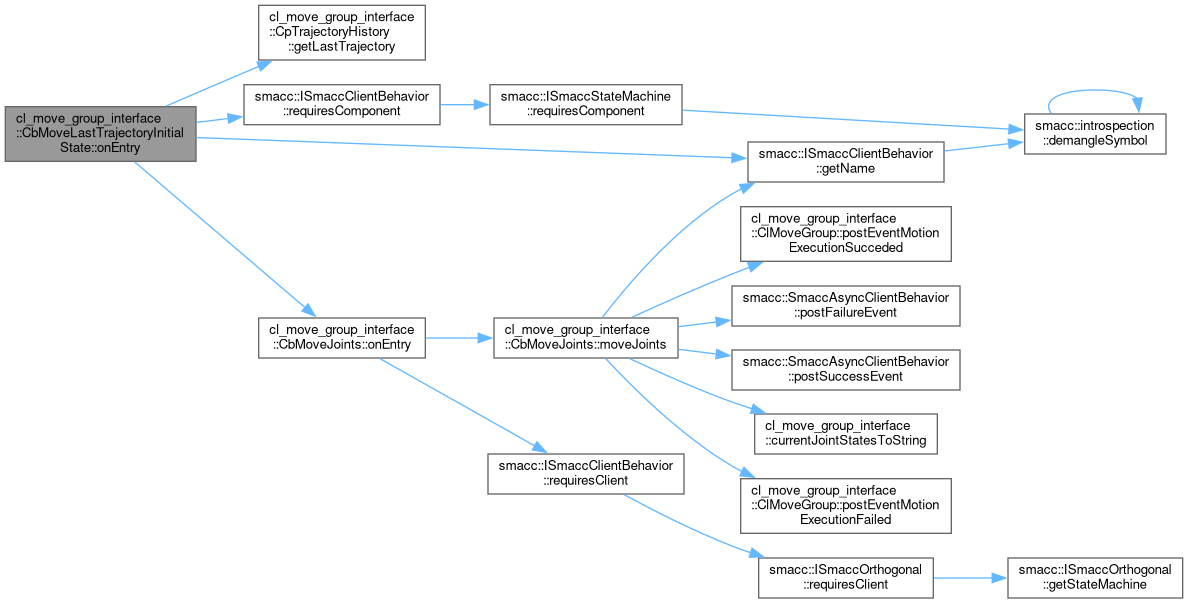 cl_move_group_interface
::CpTrajectoryHistory
::getLastTrajectory
cl_move_group_interface
::CbMoveLastTrajectoryInitial
State::onEntry
smacc::ISmaccClientBehavior
::requiresComponent
smacc::ISmaccStateMachine
::requiresComponent
smacc::introspection
::demangleSymbol
smacc::ISmaccClientBehavior
::getName
cl_move_group_interface
::ClMoveGroup::postEventMotion
ExecutionSucceded
smacc::SmaccAsyncClientBehavior
::postFailureEvent
cl_move_group_interface
::CbMoveJoints::onEntry
cl_move_group_interface
::CbMoveJoints::moveJoints
smacc::SmaccAsyncClientBehavior
::postSuccessEvent
cl_move_group_interface
::currentJointStatesToString
smacc::ISmaccClientBehavior
::requiresClient
cl_move_group_interface
::ClMoveGroup::postEventMotion
ExecutionFailed
smacc::ISmaccOrthogonal
::requiresClient
smacc::ISmaccOrthogonal
::getStateMachine